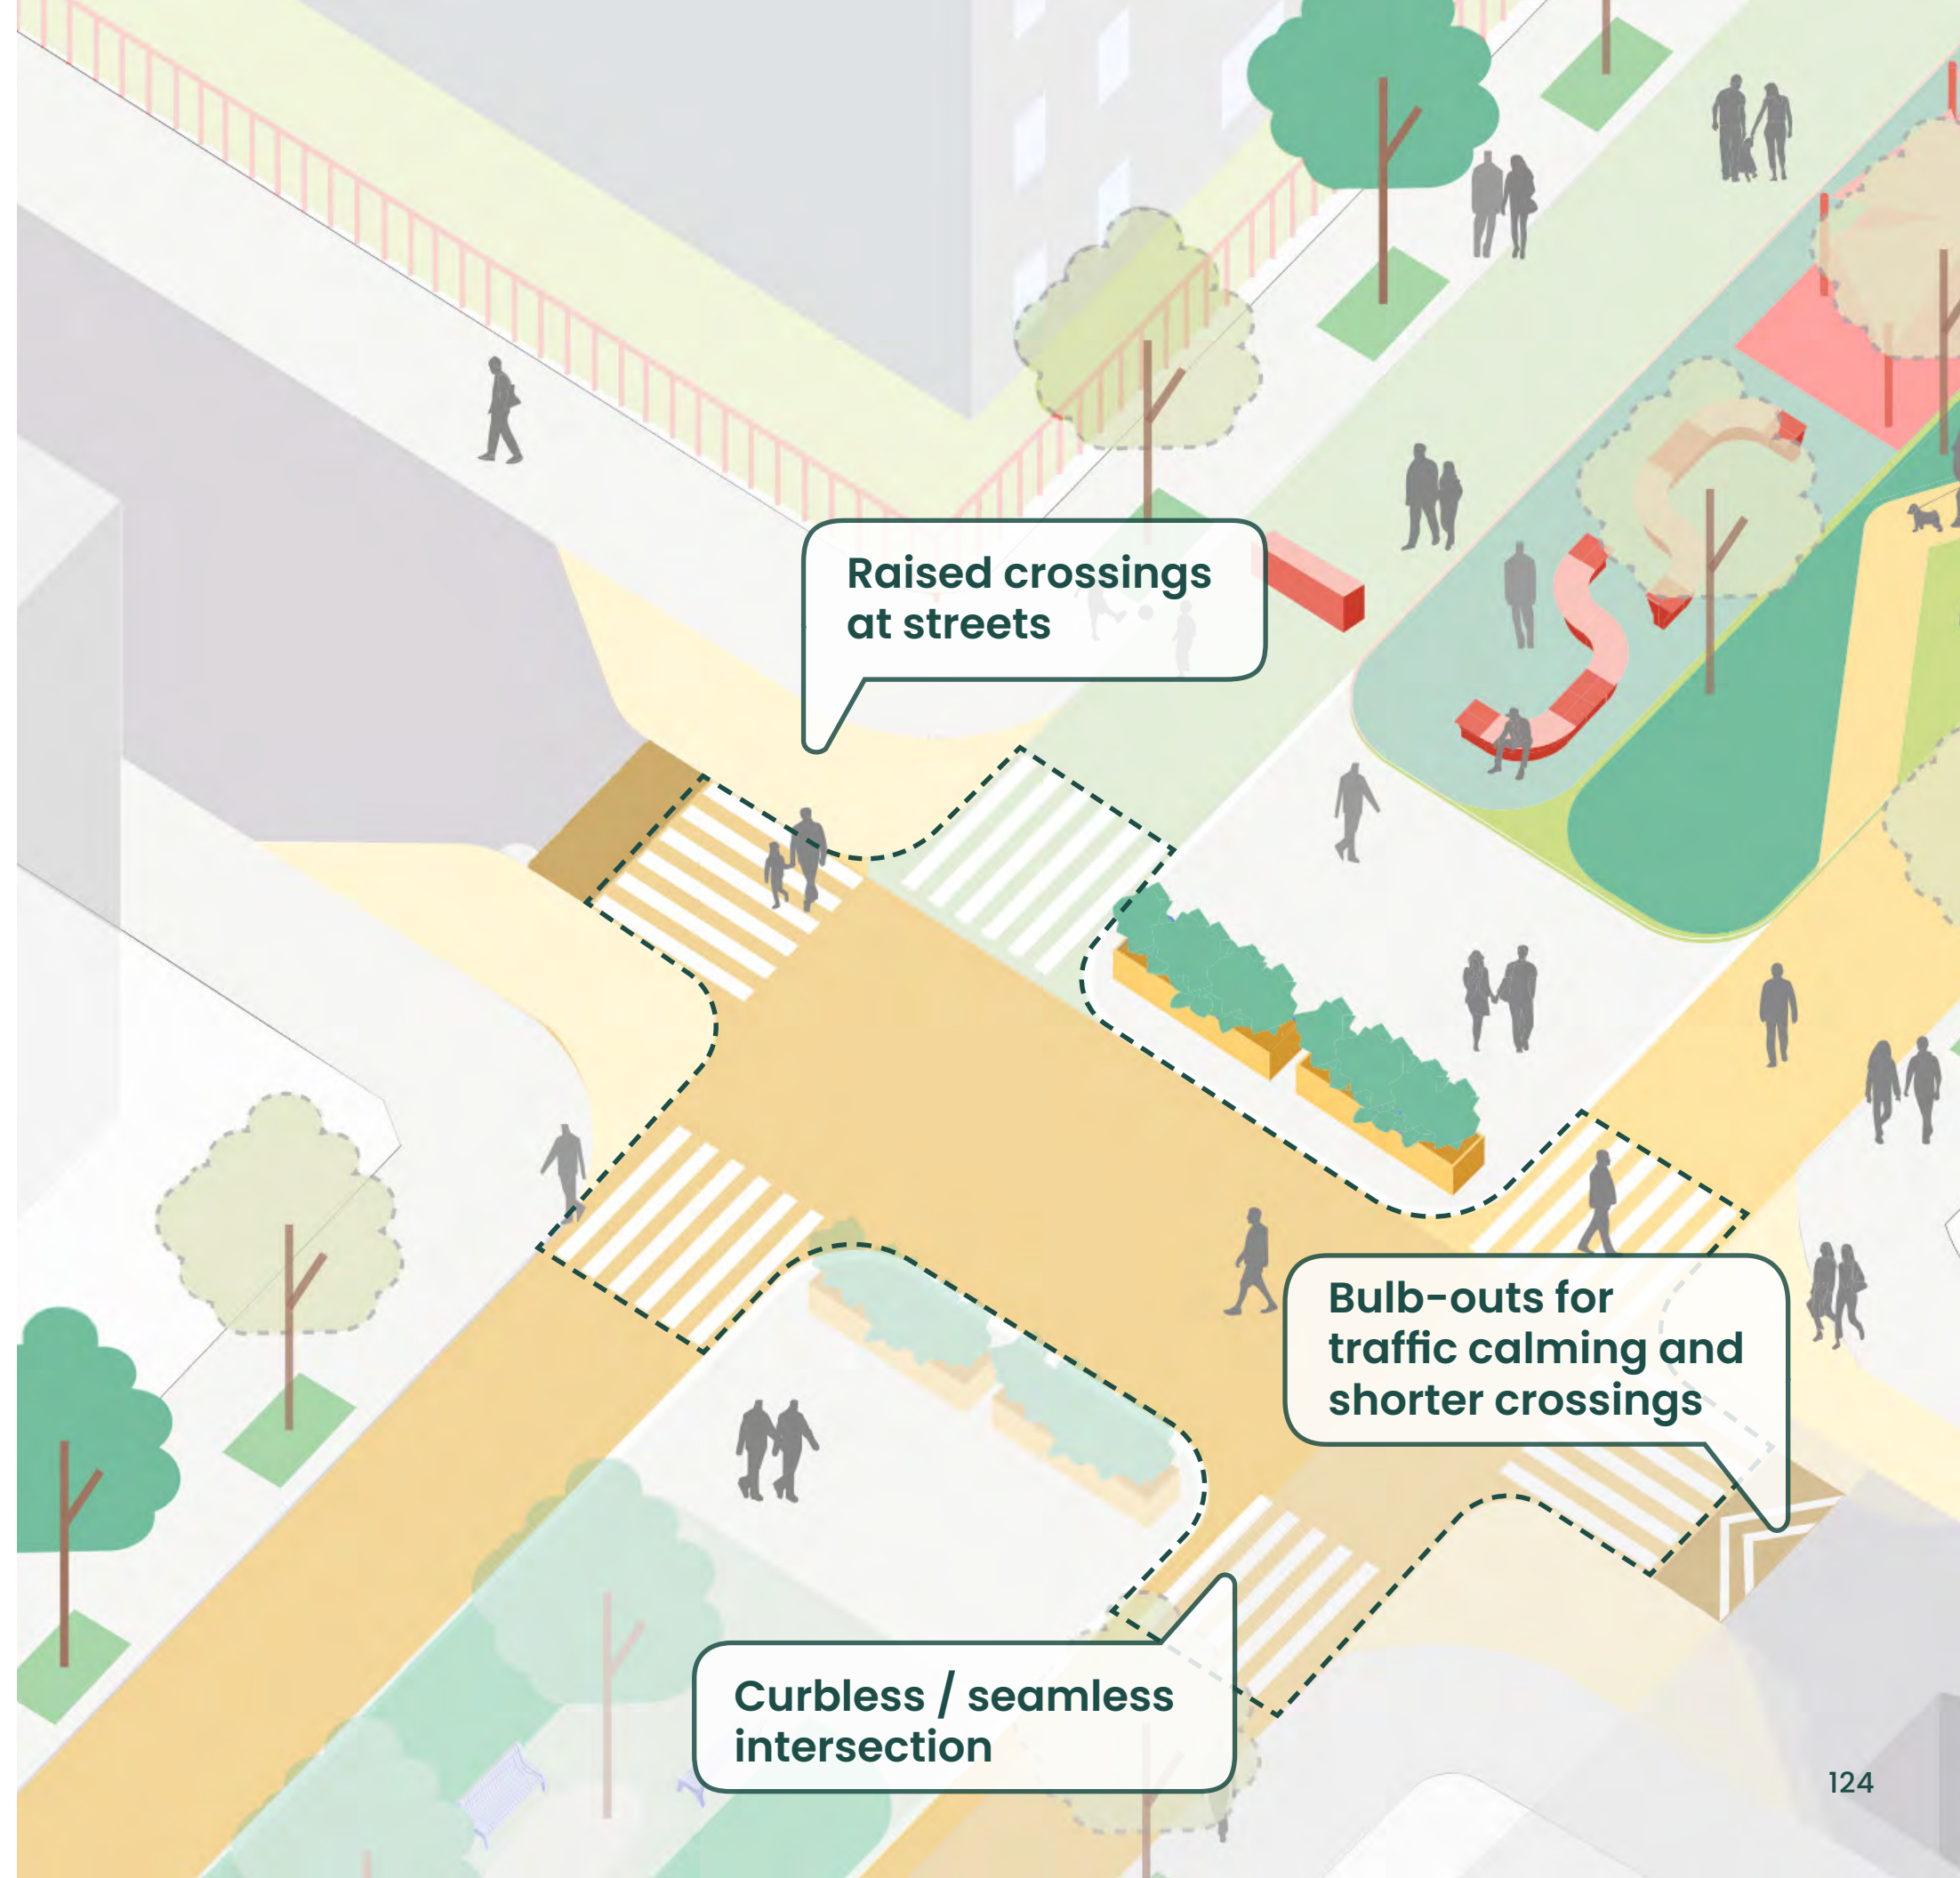 Raised crossings
at streets
Bulb-outs for
traffic calming and
shorter crossings
Curbless / seamless
intersection
124